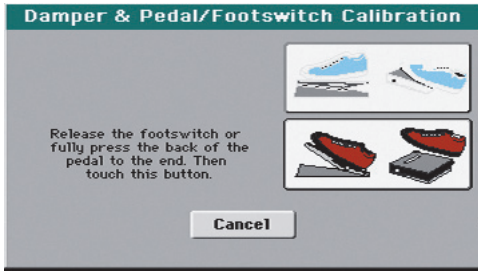 Damper & Pedal/Footswitch Calibration
Release the footswitch or
fully press the back of the
pedal to the end. Then
touch this button.
Cancel